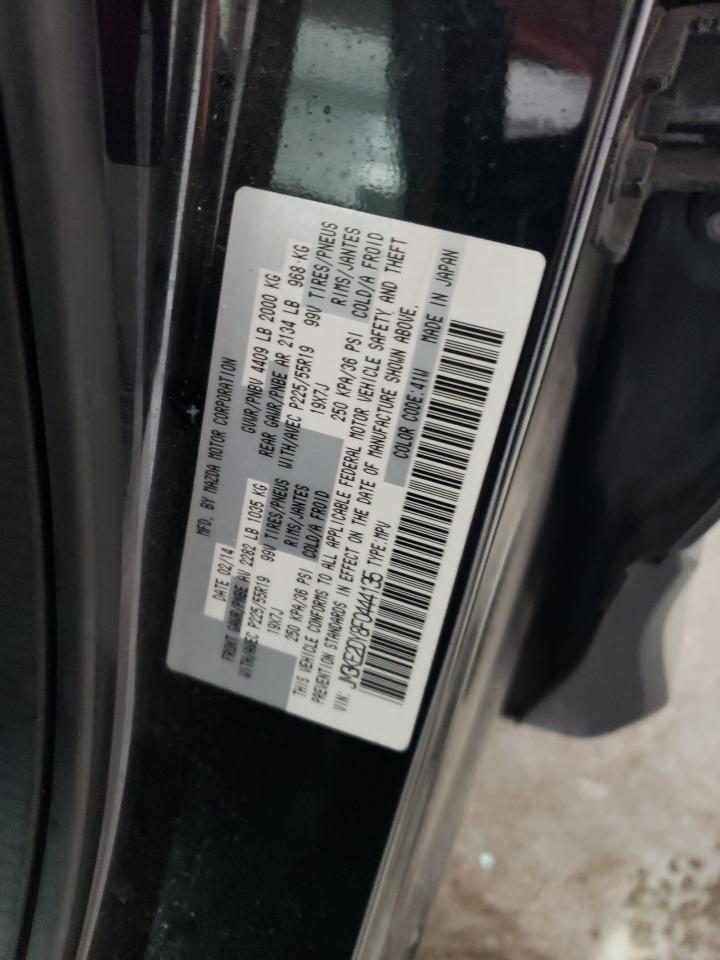 MFD. BY MAZDA MOTOR CORPORATION
DATE 02/14 GVWR/PNBV 4409 LB 2000 KG
FRONT GAWR/PNBE AV 2282 LB 1035 KG REAR GAWR/PNBE AR 2134 LB 968 KG
WITH/AVEC P225/55R19 99V TIRES/PNEUS WITH/AVEC P225/55R19 99V TIRES/PNEUS
19X7J RIMS/JANTES 19X7J RIMS/JANTES
250 KPA/36 PSI COLD/A FROID 250 KPA/36 PSI COLD/A FROID
THIS VEHICLE CONFORMS TO ALL APPLICABLE FEDERAL MOTOR VEHICLE SAFETY AND THEFT
PREVENTION STANDARDS IN EFFECT ON THE DATE OF MANUFACTURE SHOWN ABOVE.
VIN: JM3KE2DY8F0444135 TYPE:MPV COLOR CODE:41W MADE IN JAPAN